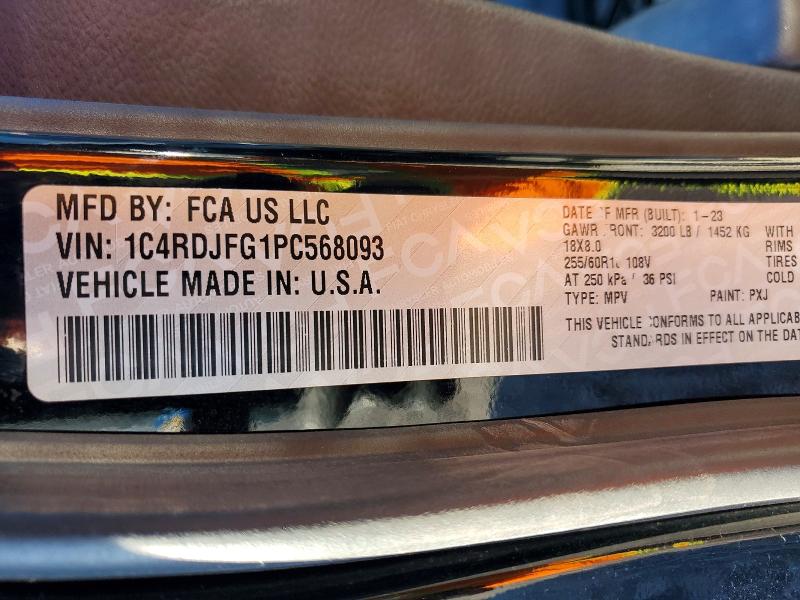 MFD BY: FCA US LLC
VIN: 1C4RDJFG1PC568093
VEHICLE MADE IN: U.S.A.
DATE OF MFR (BUILT): 1-23
GAWR FRONT: 3200 LB / 1452 KG WITH
18X8.0 RIMS
255/60R18 108V TIRES
AT 250 kPa / 36 PSI COLD
TYPE: MPV PAINT: PXJ
THIS VEHICLE CONFORMS TO ALL APPLICAB
STANDARDS IN EFFECT ON THE DAT